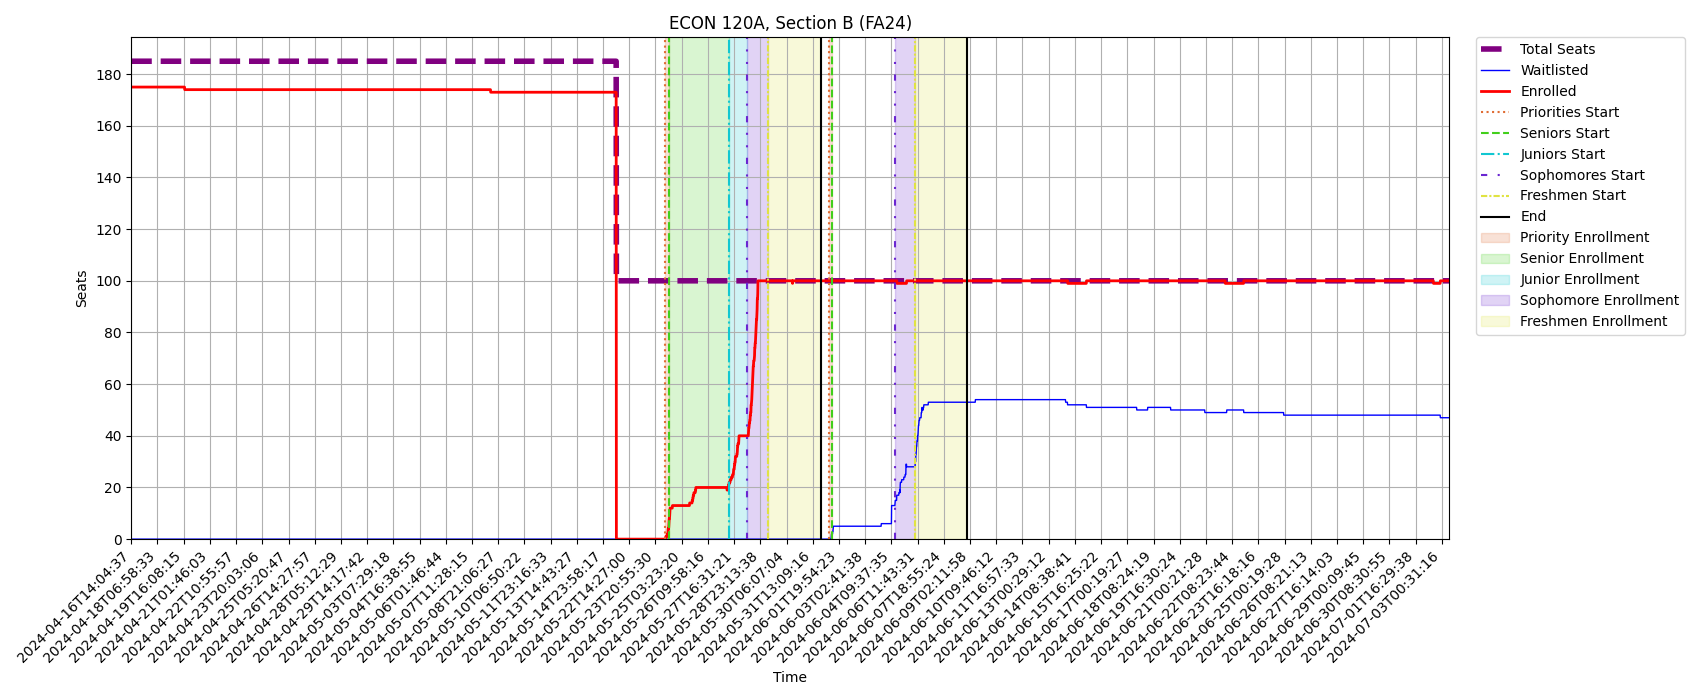 ECON 120A, Section B (FA24)
Seats
180
160
140
120
100
80
60
40
20
0
2024-04-16T14:04:37
2024-04-18T06:58:33
2024-04-19T16:08:15
2024-04-21T01:46:03
2024-04-22T10:55:57
2024-04-23T20:03:06
2024-04-25T05:20:47
2024-04-26T14:27:57
2024-04-28T05:12:29
2024-04-29T14:17:42
2024-05-03T07:29:18
2024-05-04T16:38:55
2024-05-06T01:46:44
2024-05-07T11:28:15
2024-05-08T21:06:27
2024-05-10T06:50:22
2024-05-11T23:16:33
2024-05-13T14:43:27
2024-05-14T23:58:17
2024-05-22T14:27:00
2024-05-23T20:55:30
2024-05-25T03:23:20
2024-05-26T09:58:16
2024-05-27T16:31:21
2024-05-28T23:13:38
2024-05-30T06:07:04
2024-05-31T13:09:16
2024-06-01T19:54:23
2024-06-03T02:41:38
2024-06-04T09:37:35
2024-06-06T11:43:31
2024-06-07T18:55:24
2024-06-09T02:11:58
2024-06-10T09:46:12
2024-06-11T16:57:33
2024-06-13T00:29:12
2024-06-14T08:38:41
2024-06-15T16:25:22
2024-06-17T00:19:27
2024-06-18T08:24:19
2024-06-19T16:30:24
2024-06-21T00:21:28
2024-06-22T08:23:44
2024-06-23T16:18:16
2024-06-25T00:19:28
2024-06-26T08:21:13
2024-06-27T16:14:03
2024-06-29T00:09:45
2024-06-30T08:30:55
2024-07-01T16:29:38
2024-07-03T00:31:16
Time
Total Seats
Waitlisted
Enrolled
Priorities Start
Seniors Start
Juniors Start
Sophomores Start
Freshmen Start
End
Priority Enrollment
Senior Enrollment
Junior Enrollment
Sophomore Enrollment
Freshmen Enrollment